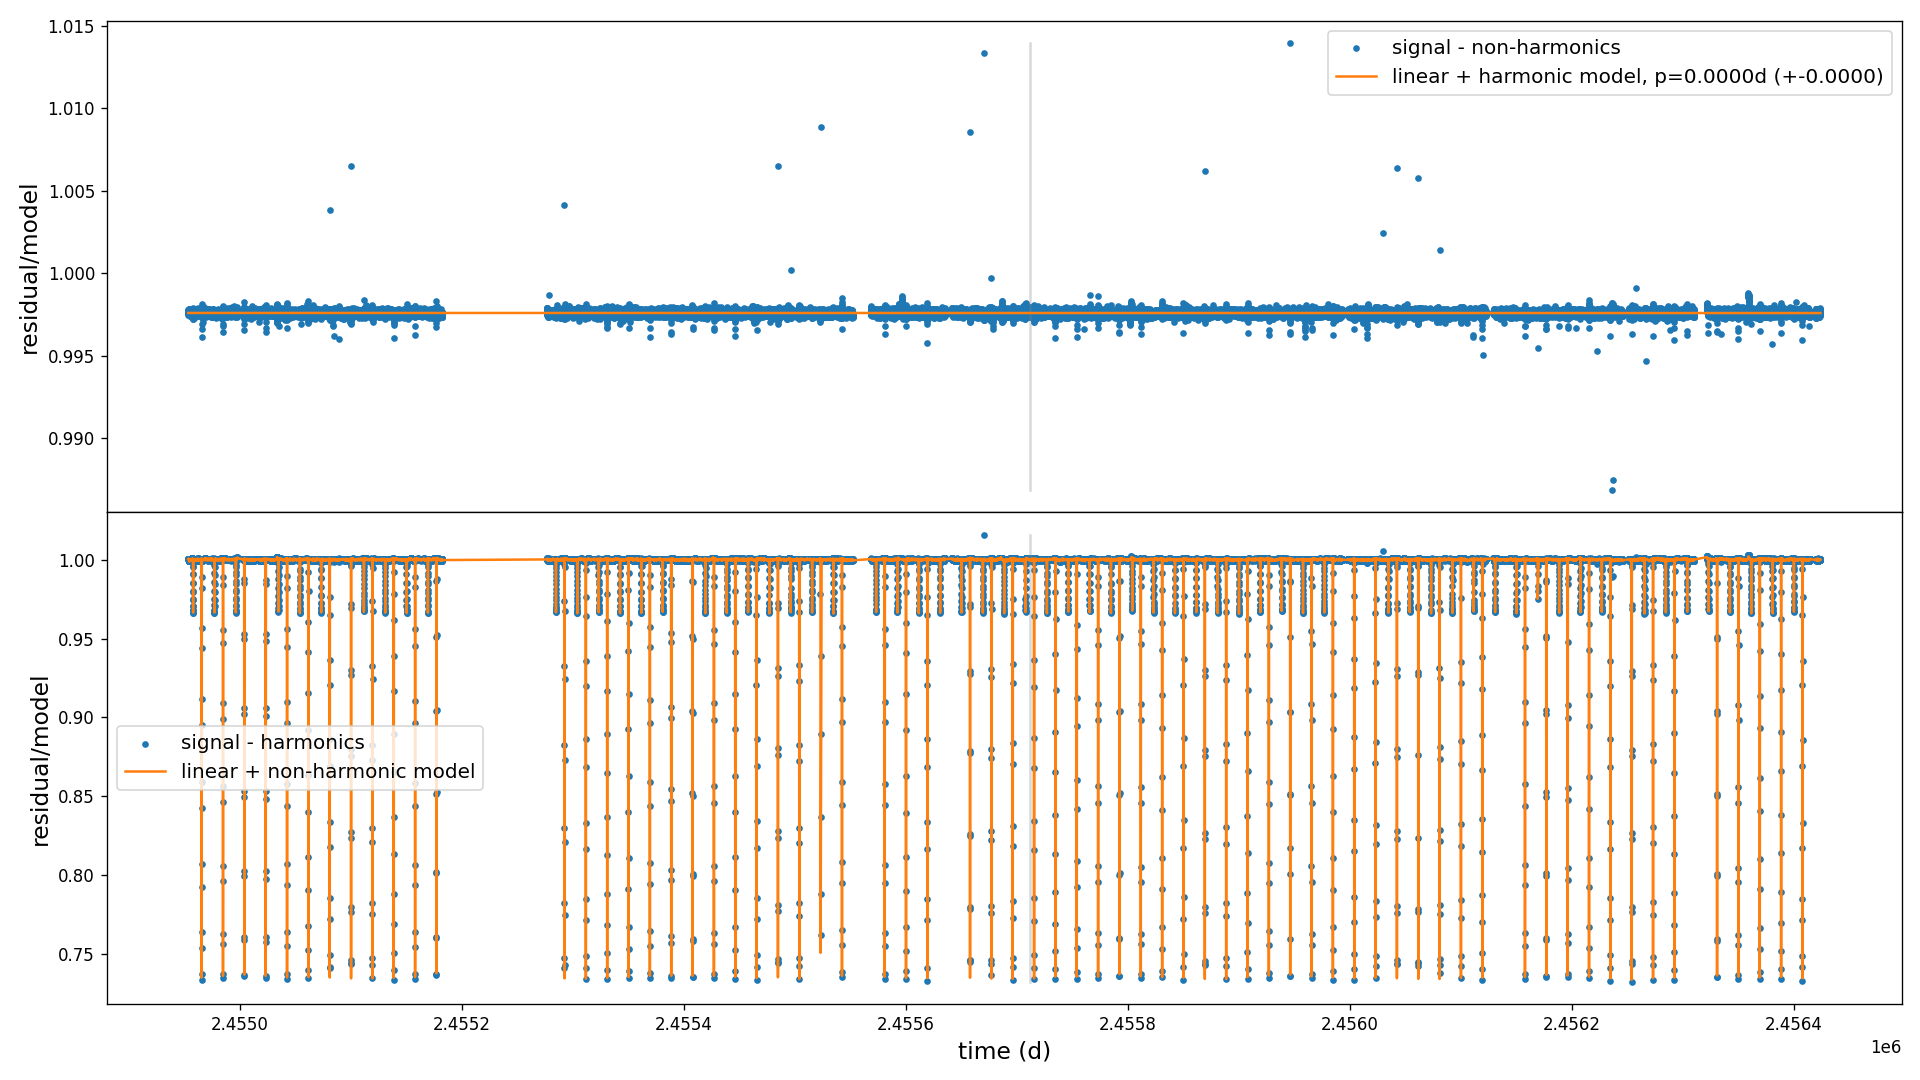 1.015
1.010
1.005
1.000
0.995
0.990
residual/model
signal - non-harmonics
linear + harmonic model, p=0.0000d (+-0.0000)
1.00
0.95
0.90
0.85
0.80
0.75
residual/model
signal - harmonics
linear + non-harmonic model
2.4550
2.4552
2.4554
2.4556
2.4558
2.4560
2.4562
2.4564
1e6
time (d)